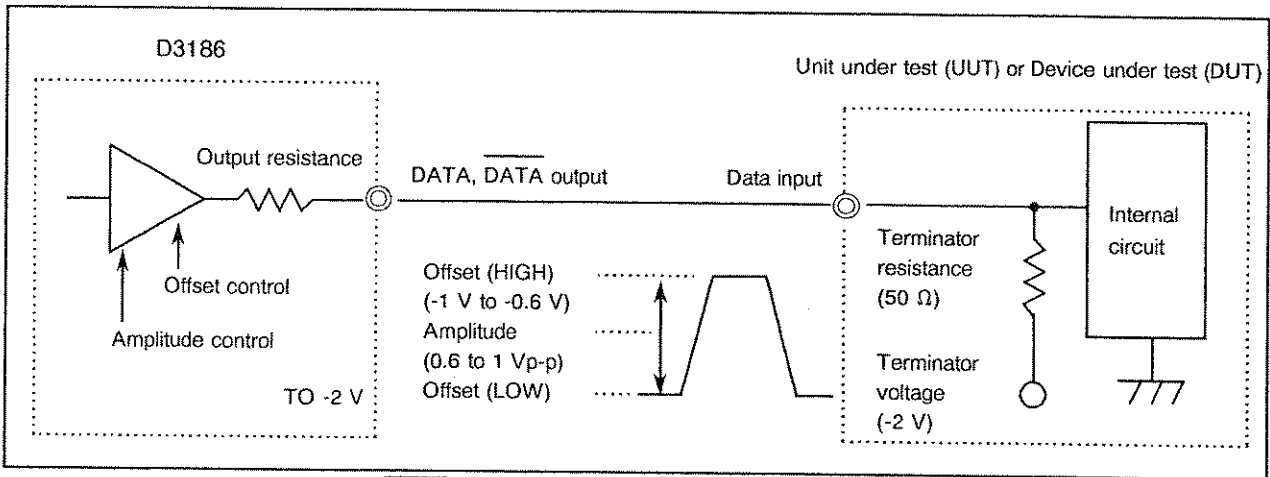 D3186
Unit under test (UUT) or Device under test (DUT)
Output resistance
DATA, D̅A̅T̅A̅ output
Data input
Internal
circuit
Offset control
Amplitude control
TO -2 V
Offset (HIGH)
(-1 V to -0.6 V)
Amplitude
(0.6 to 1 Vp-p)
Offset (LOW)
Terminator
resistance
(50 Ω)
Terminator
voltage
(-2 V)